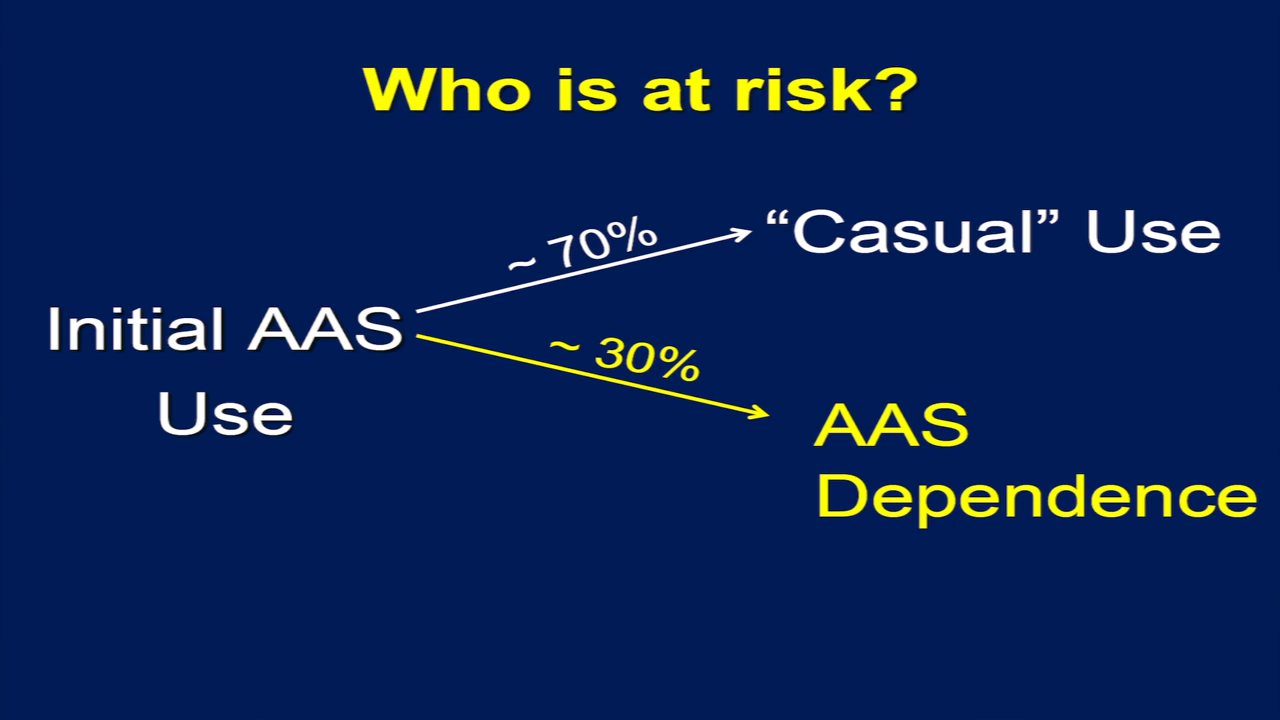 Who is at risk?
~ 70%
“Casual” Use
Initial AAS
Use
~ 30%
AAS
Dependence